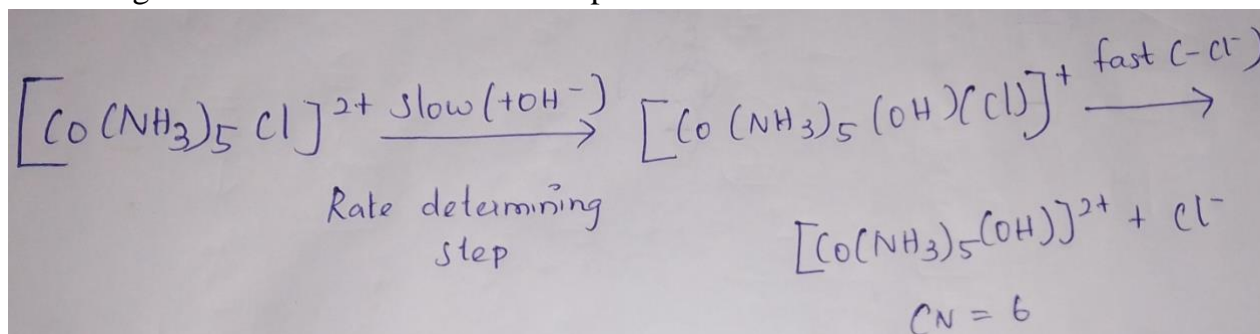 [Co(NH3)5Cl]2+ slow(+OH-) → [Co(NH3)5(OH)(Cl)]+ fast (-Cl-) →
Rate determining
step
[Co(NH3)5(OH)]2+ + Cl-
CN = 6